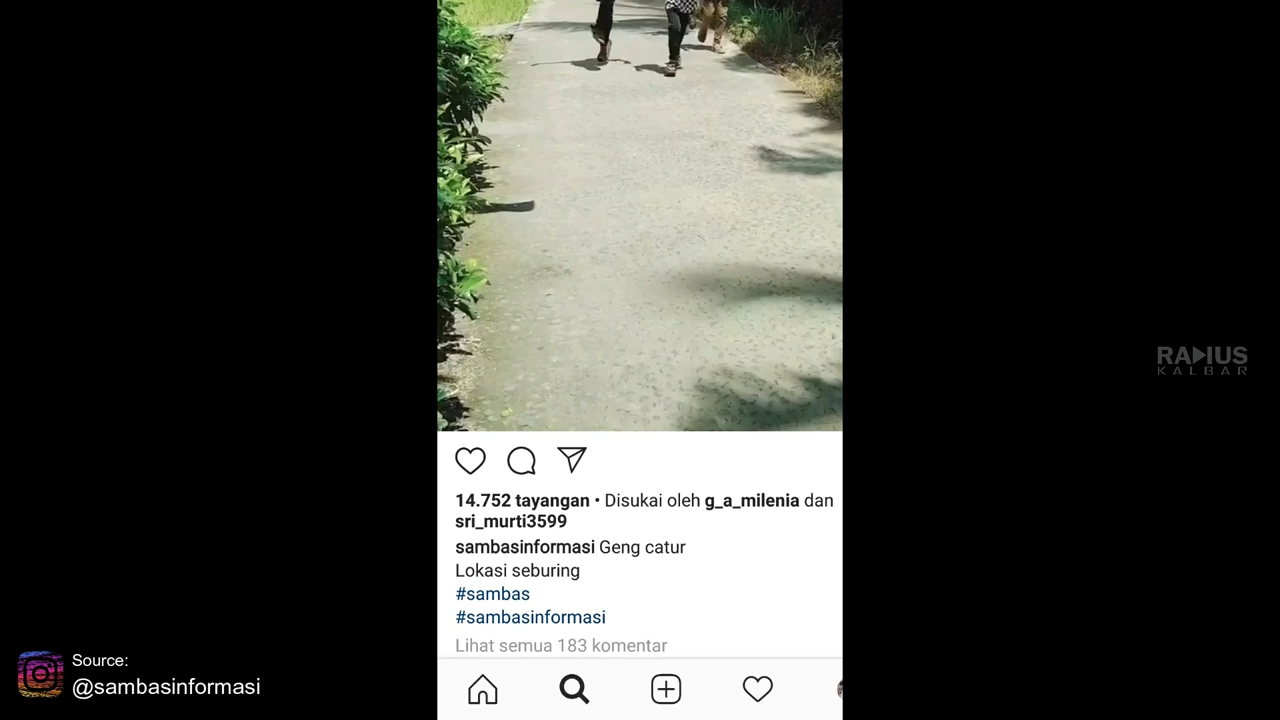 RADIUS
KALBAR
14.752 tayangan • Disukai oleh g_a_milenia dan
sri_murti3599
sambasinformasi Geng catur
Lokasi seburing
#sambas
#sambasinformasi
Lihat semua 183 komentar
Source:
@sambasinformasi